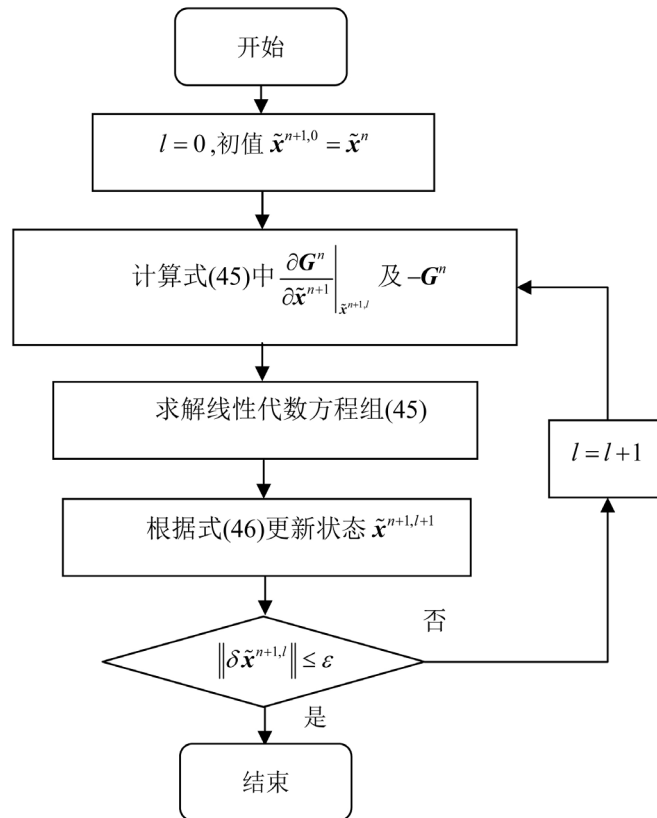 开始
l = 0 ,初值 x̃ⁿ⁺¹,⁰ = x̃ⁿ
计算式(45)中 ∂Gⁿ/∂x̃ⁿ⁺¹|x̃ⁿ⁺¹,ˡ 及 –Gⁿ
求解线性代数方程组(45)
l = l + 1
根据式(46)更新状态 x̃ⁿ⁺¹,ˡ⁺¹
否
‖δx̃ⁿ⁺¹,ˡ‖ ≤ ε
是
结束